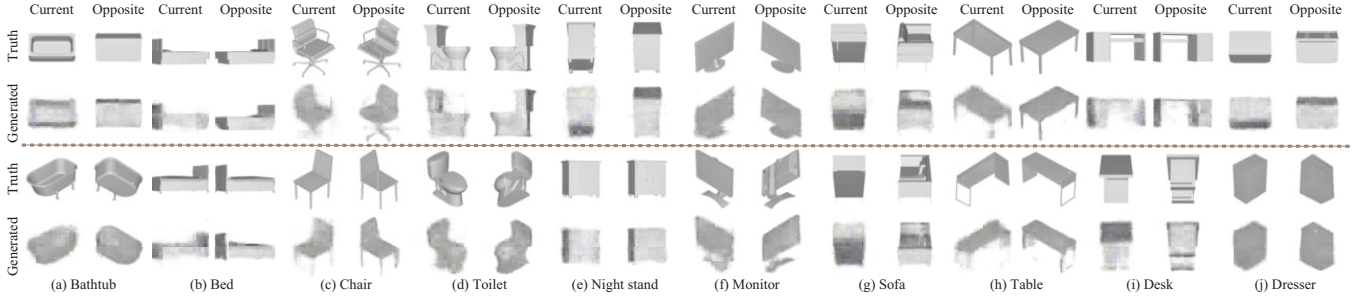 Current Opposite Current Opposite Current Opposite Current Opposite Current Opposite Current Opposite Current Opposite Current Opposite Current Opposite Current Opposite
Truth
Generated
Truth
Generated
(a) Bathtub (b) Bed (c) Chair (d) Toilet (e) Night stand (f) Monitor (g) Sofa (h) Table (i) Desk (j) Dresser